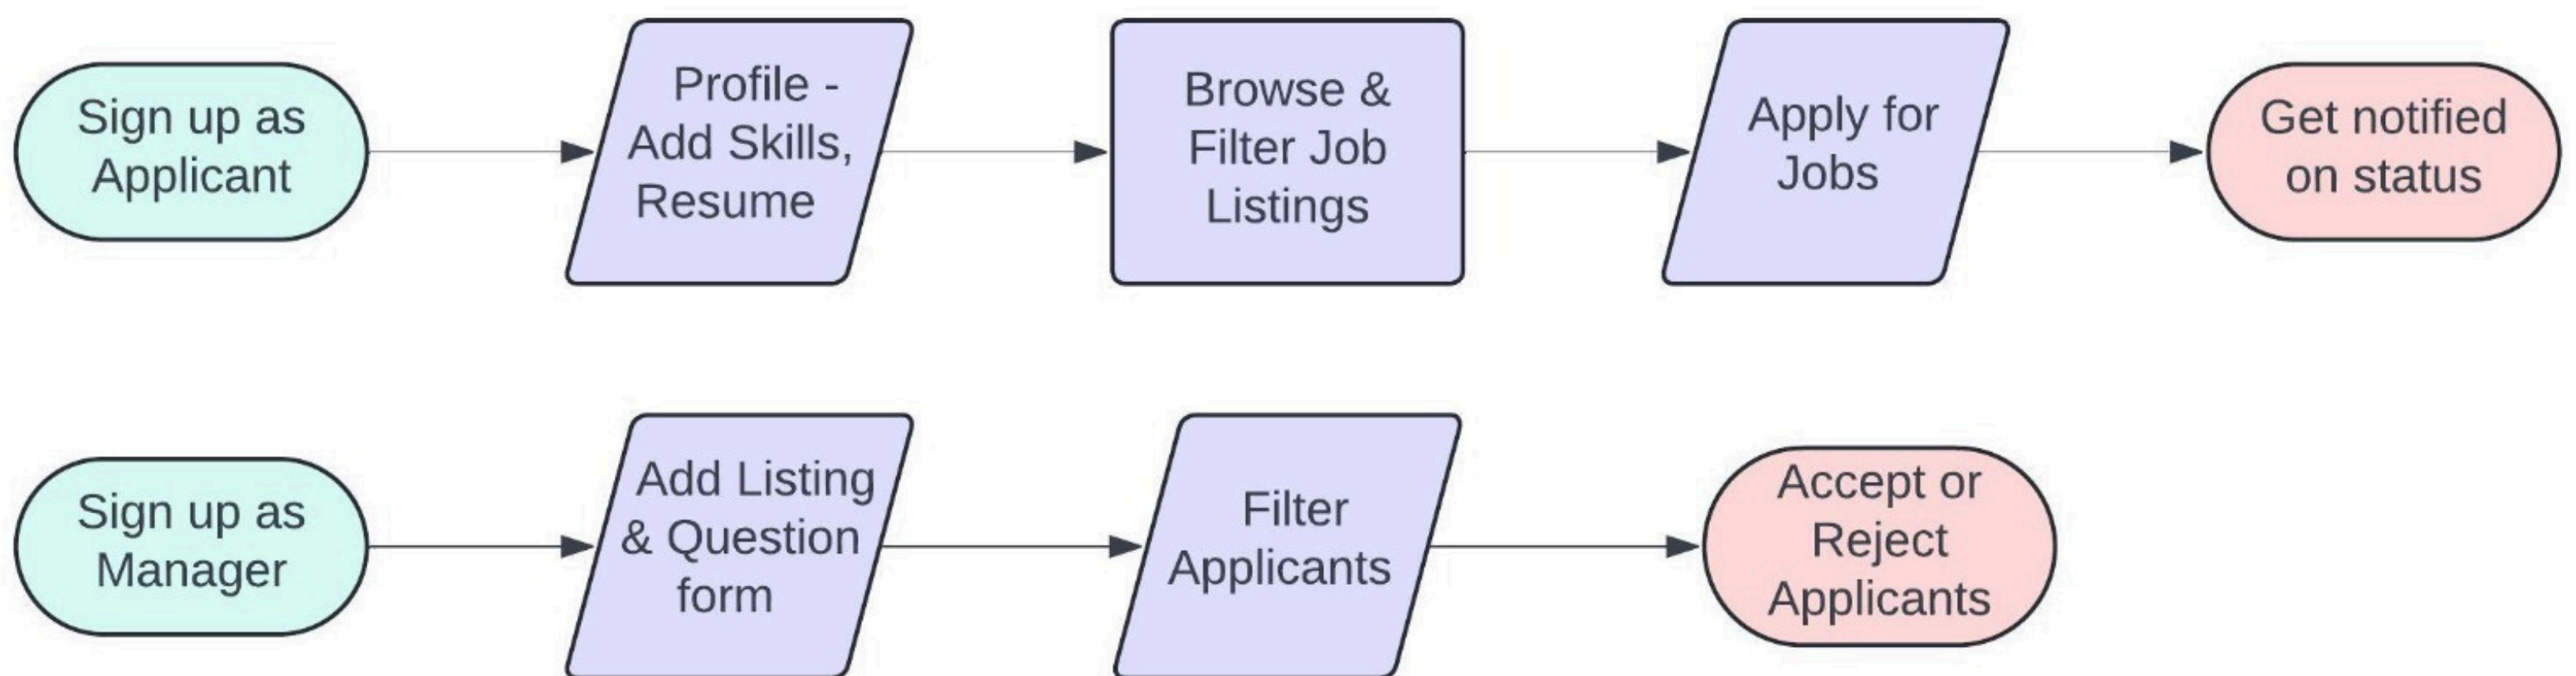 Sign up as
Applicant
Profile -
Add Skills,
Resume
Browse &
Filter Job
Listings
Apply for
Jobs
Get notified
on status
Sign up as
Manager
Add Listing
& Question
form
Filter
Applicants
Accept or
Reject
Applicants